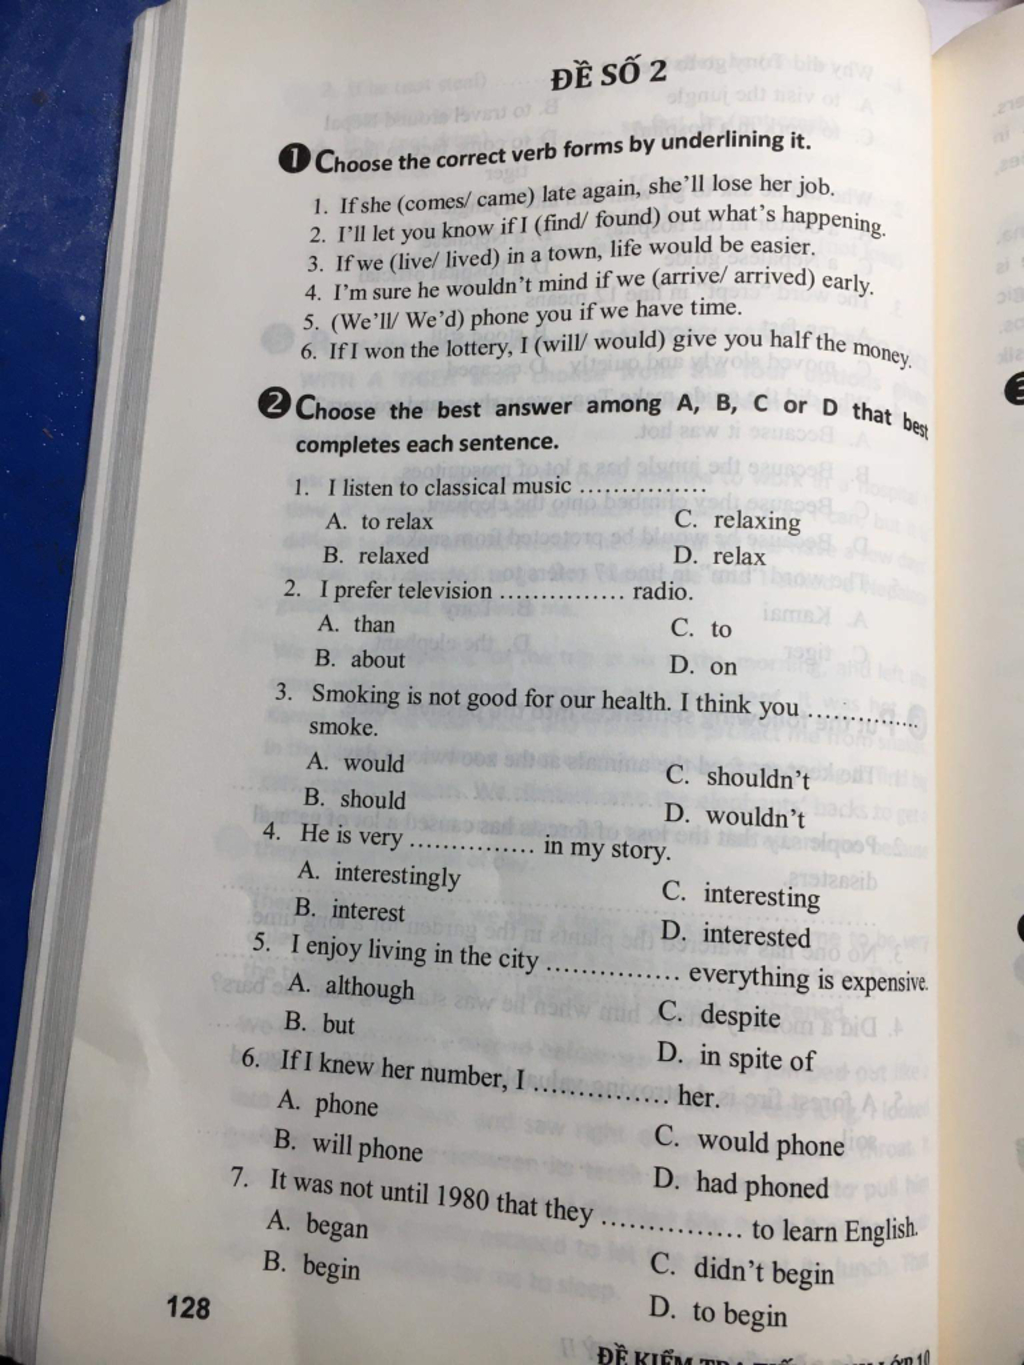 ĐỀ SỐ 2
1 Choose the correct verb forms by underlining it.
1. If she (comes/ came) late again, she'll lose her job.
2. I'll let you know if I (find/ found) out what's happening.
3. If we (live/ lived) in a town, life would be easier.
4. I'm sure he wouldn't mind if we (arrive/ arrived) early.
5. (We'll/ We'd) phone you if we have time.
6. If I won the lottery, I (will/ would) give you half the money.
2 Choose the best answer among A, B, C or D that best
completes each sentence.
1. I listen to classical music ...............
A. to relax C. relaxing
B. relaxed D. relax
2. I prefer television ............... radio.
A. than C. to
B. about D. on
3. Smoking is not good for our health. I think you ...............
smoke.
A. would C. shouldn't
B. should D. wouldn't
4. He is very ............... in my story.
A. interestingly C. interesting
B. interest D. interested
5. I enjoy living in the city ............... everything is expensive.
A. although C. despite
B. but D. in spite of
6. If I knew her number, I ............... her.
A. phone C. would phone
B. will phone D. had phoned
7. It was not until 1980 that they ............... to learn English.
A. began C. didn't begin
B. begin D. to begin
128
ĐỀ KIỂM TRA